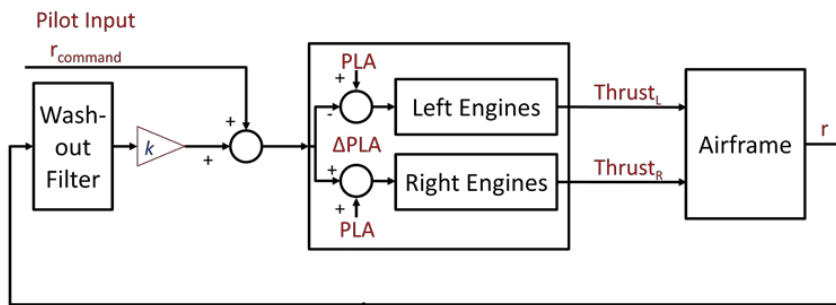 Pilot Input
r_command
+
Wash-
out
Filter
k
+
PLA
+
-
Left Engines
Thrust_L
ΔPLA
+
Right Engines
Thrust_R
+
PLA
Airframe
r